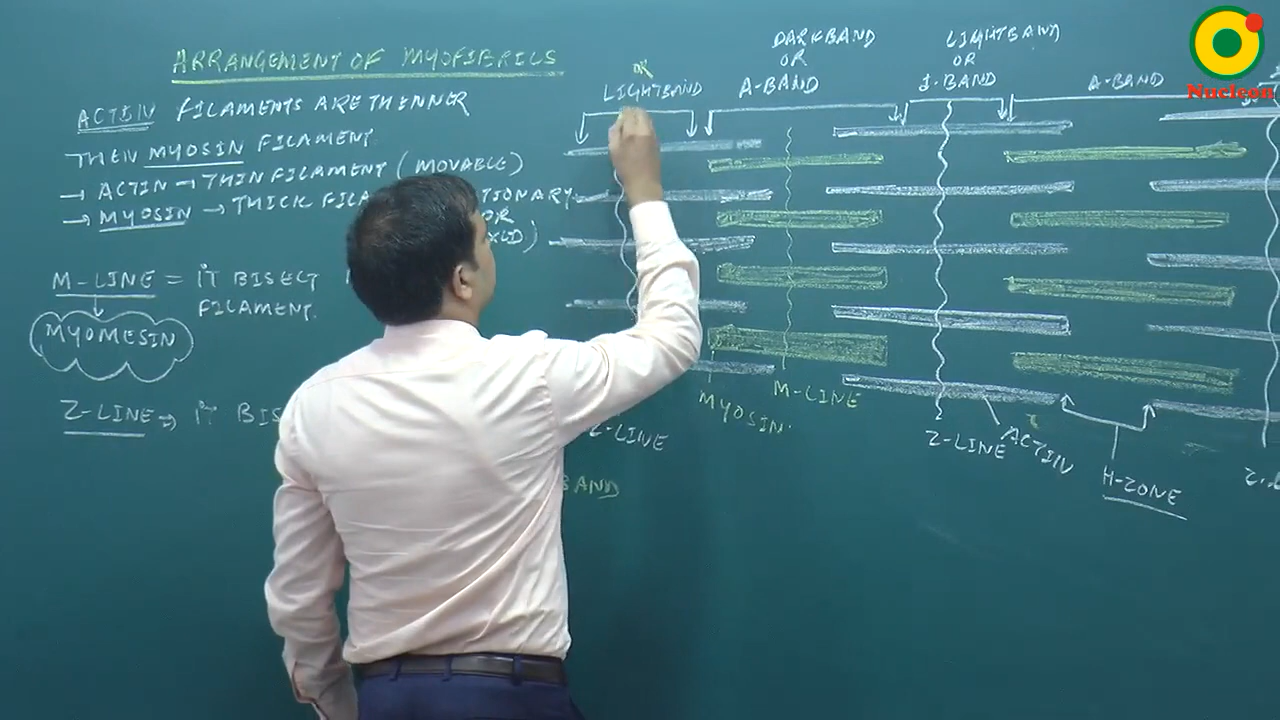 ARRANGEMENT OF MYOFIBRILS
ACTIN FILAMENTS ARE THINNER
THEN MYOSIN FILAMENT.
→ ACTIN → THIN FILAMENT (MOVABLE)
→ MYOSIN → THICK
OR
M-LINE = IT BISECT
FILAMENT.
MYOMESIN
Z-LINE → IT BIS
OR
LIGHTBAND
DARKBAND
OR
A-BAND
LIGHTBAND
OR
I-BAND
A-BAND
MYOSIN.
M-LINE
Z-LINE
BAND
Z-LINE
ACTIN
H-ZONE
Nucleon